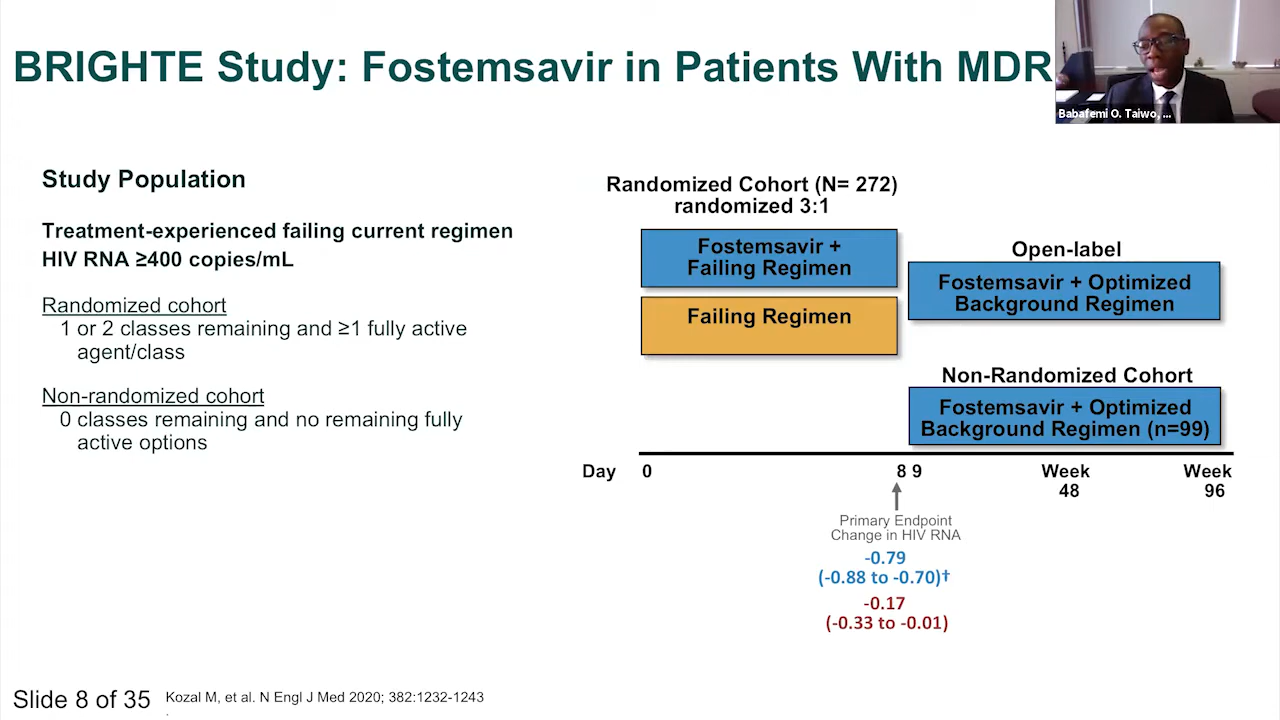 BRIGHTE Study: Fostemsavir in Patients With MDR
Babafemi O. Taiwo, ...
Study Population
Treatment-experienced failing current regimen
HIV RNA ≥400 copies/mL
Randomized cohort
1 or 2 classes remaining and ≥1 fully active
agent/class
Non-randomized cohort
0 classes remaining and no remaining fully
active options
Randomized Cohort (N= 272)
randomized 3:1
Fostemsavir +
Failing Regimen
Failing Regimen
Open-label
Fostemsavir + Optimized
Background Regimen
Non-Randomized Cohort
Fostemsavir + Optimized
Background Regimen (n=99)
Day 0 8 9 Week Week
48 96
Primary Endpoint
Change in HIV RNA
-0.79
(-0.88 to -0.70)†
-0.17
(-0.33 to -0.01)
Slide 8 of 35
Kozal M, et al. N Engl J Med 2020; 382:1232-1243
.